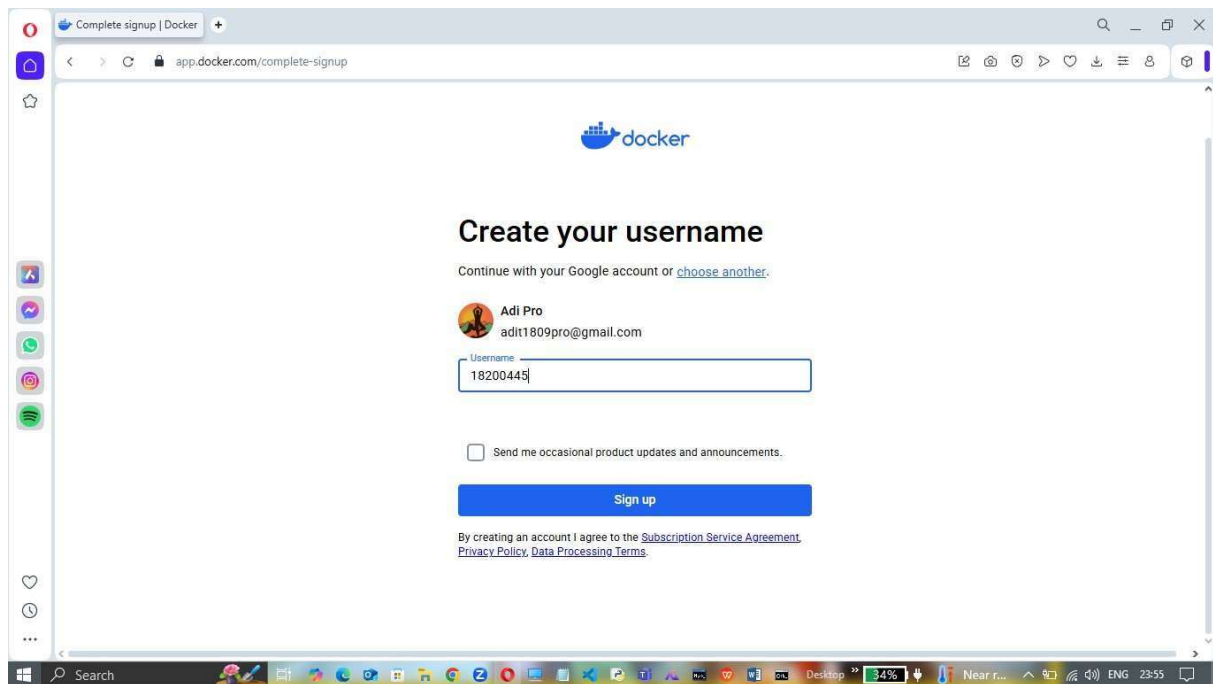 Complete signup | Docker
app.docker.com/complete-signup
docker
Create your username
Continue with your Google account or choose another.
Adi Pro
adit1809pro@gmail.com
Username
18200445
Send me occasional product updates and announcements.
Sign up
By creating an account I agree to the Subscription Service Agreement,
Privacy Policy, Data Processing Terms.
Search
Desktop
34%
Near r...
ENG
23:55